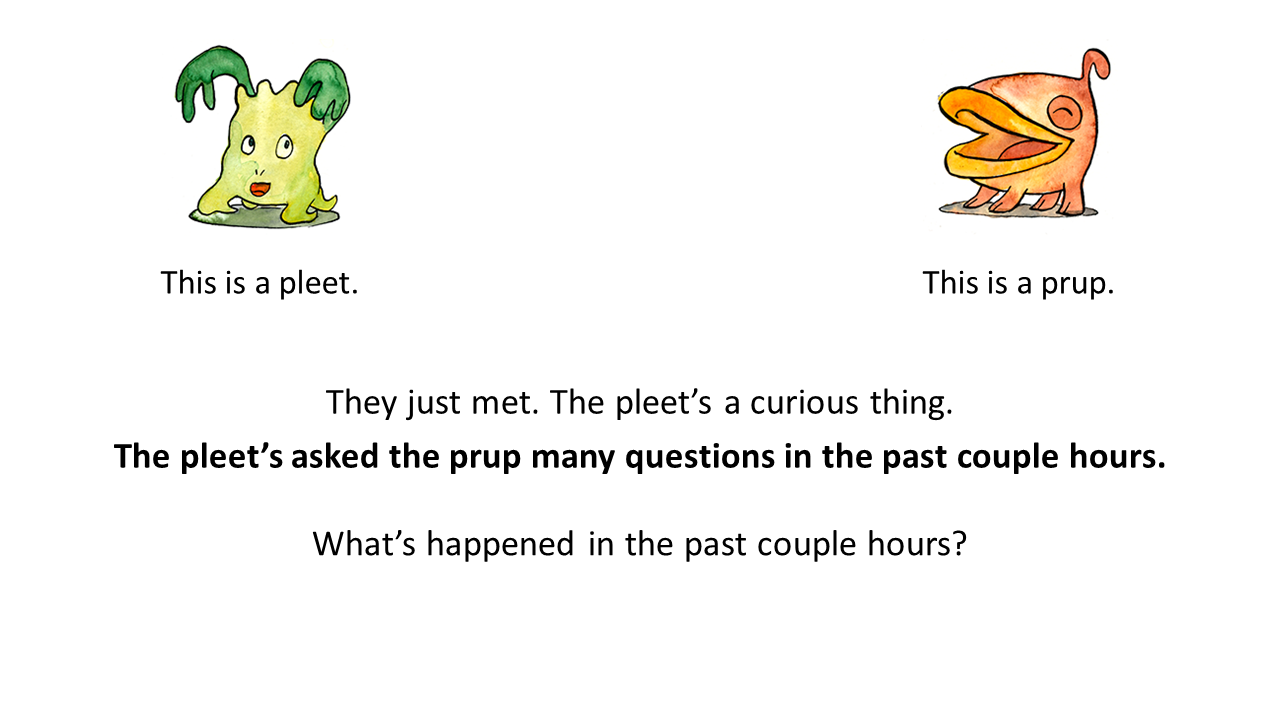 This is a pleet.
This is a prup.
They just met. The pleet’s a curious thing.
The pleet’s asked the prup many questions in the past couple hours.
What’s happened in the past couple hours?